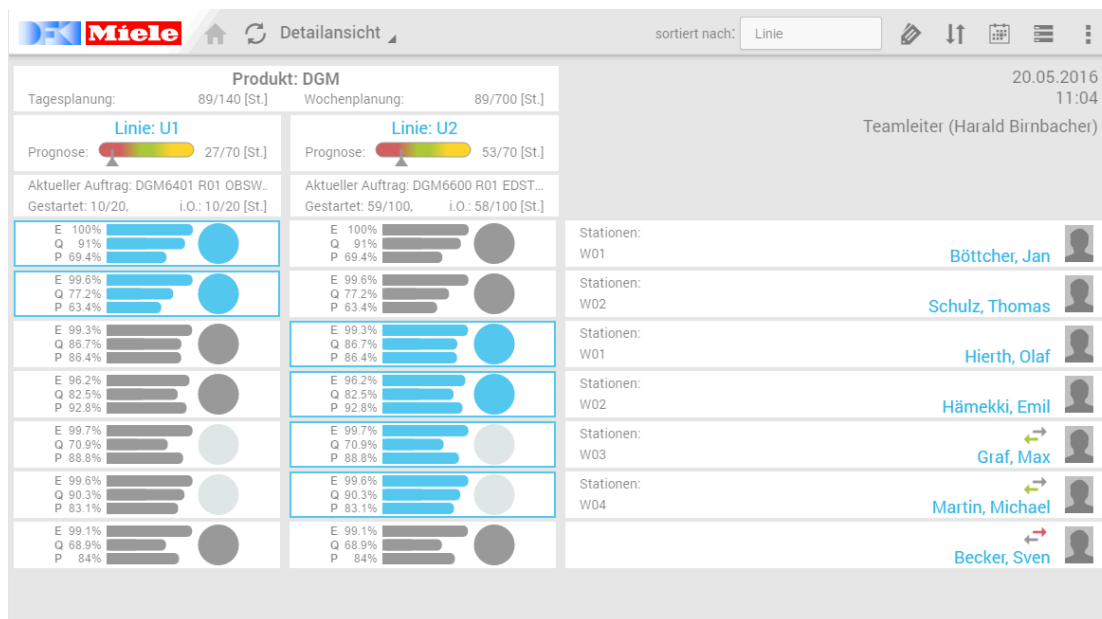 DFKI Miele Detailansicht sortiert nach: Linie
Produkt: DGM
Tagesplanung: 89/140 [St.] Wochenplanung: 89/700 [St.]
20.05.2016
11:04
Teamleiter (Harald Birnbacher)
Linie: U1
Prognose: 27/70 [St.]
Linie: U2
Prognose: 53/70 [St.]
Aktueller Auftrag: DGM6401 R01 OBSW..
Gestartet: 10/20, i.O.: 10/20 [St.]
Aktueller Auftrag: DGM6600 R01 EDST...
Gestartet: 59/100, i.O.: 58/100 [St.]
E 100%
Q 91%
P 69.4%
E 100%
Q 91%
P 69.4%
Stationen:
W01
Böttcher, Jan
E 99.6%
Q 77.2%
P 63.4%
E 99.6%
Q 77.2%
P 63.4%
Stationen:
W02
Schulz, Thomas
E 99.3%
Q 86.7%
P 86.4%
E 99.3%
Q 86.7%
P 86.4%
Stationen:
W01
Hierth, Olaf
E 96.2%
Q 82.5%
P 92.8%
E 96.2%
Q 82.5%
P 92.8%
Stationen:
W02
Hämekki, Emil
E 99.7%
Q 70.9%
P 88.8%
E 99.7%
Q 70.9%
P 88.8%
Stationen:
W03
Graf, Max
E 99.6%
Q 90.3%
P 83.1%
E 99.6%
Q 90.3%
P 83.1%
Stationen:
W04
Martin, Michael
E 99.1%
Q 68.9%
P 84%
E 99.1%
Q 68.9%
P 84%
Becker, Sven